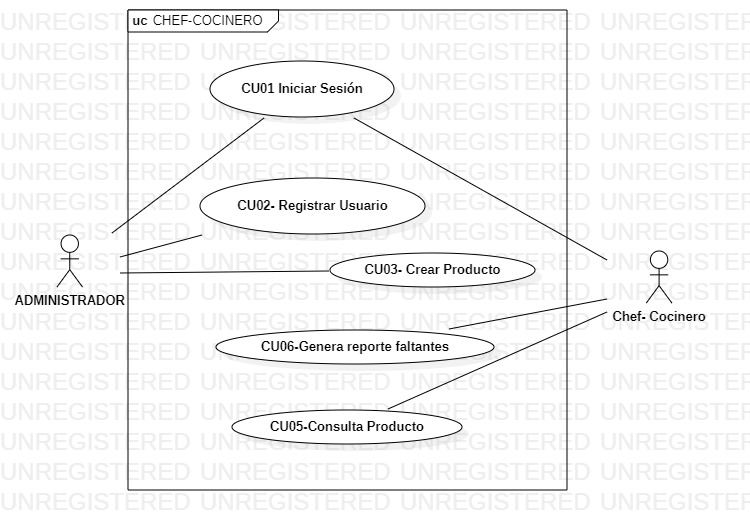 uc CHEF-COCINERO
CU01 Iniciar Sesión
CU02- Registrar Usuario
CU03- Crear Producto
ADMINISTRADOR
Chef- Cocinero
CU06-Genera reporte faltantes
CU05-Consulta Producto
UNREGISTERED UNREGISTERED UNREGISTERED UNREGISTERED